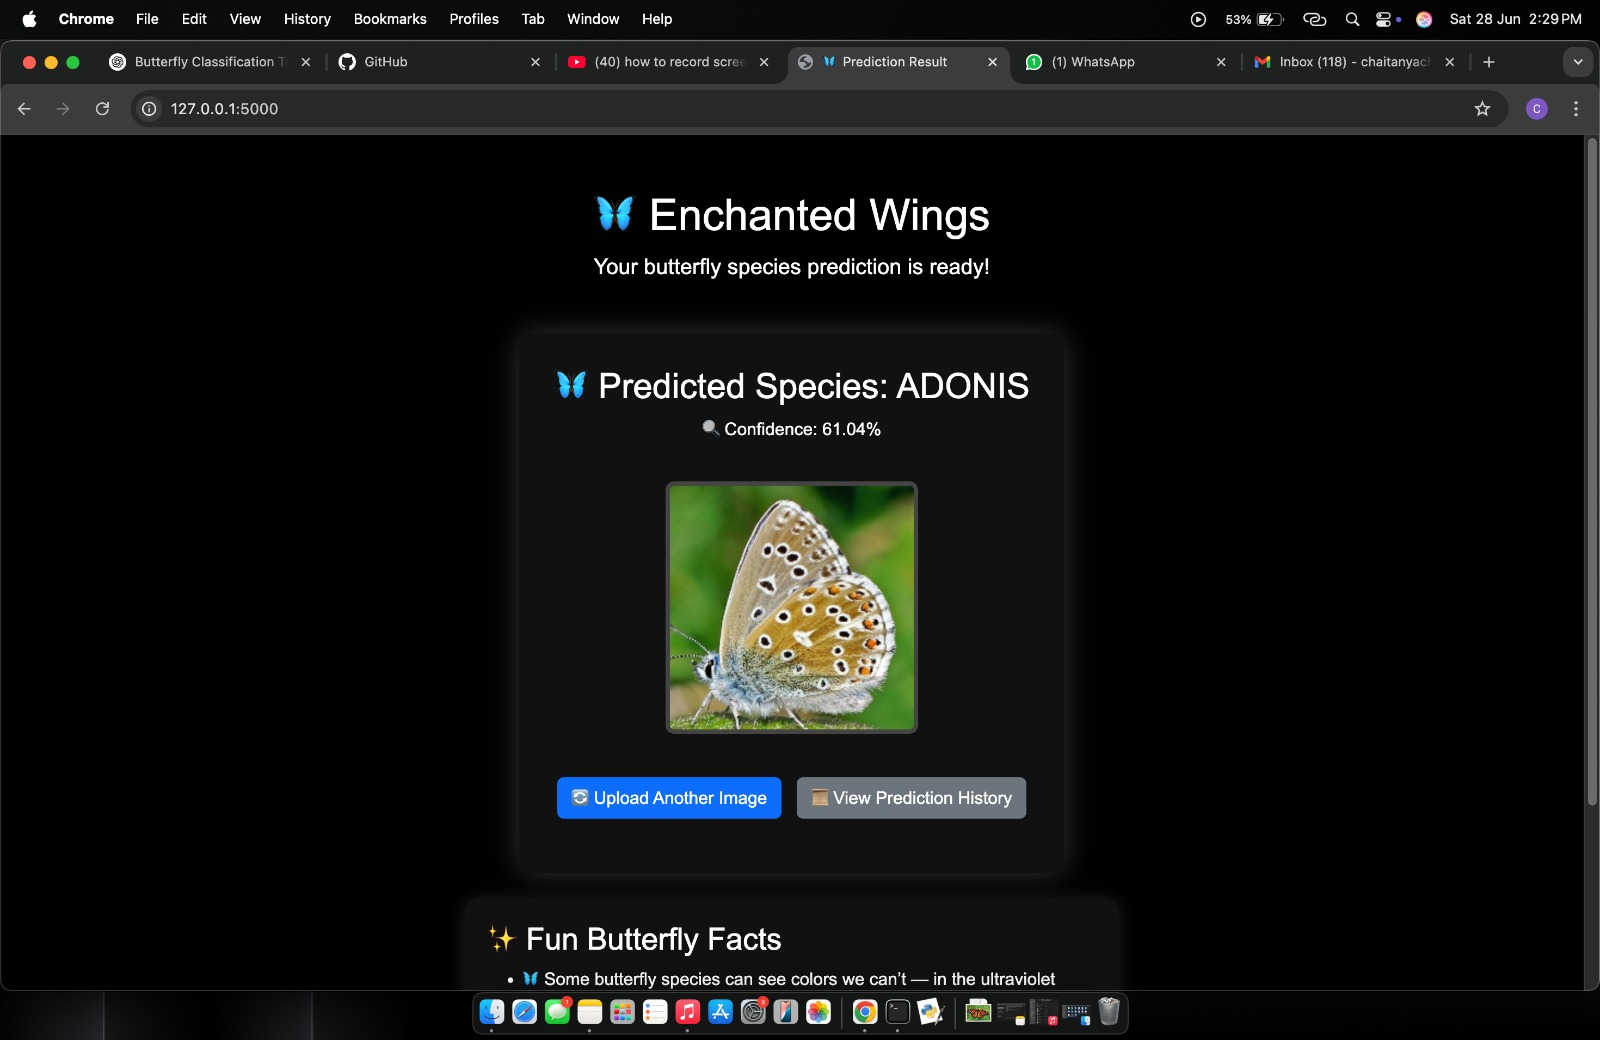 Chrome File Edit View History Bookmarks Profiles Tab Window Help 53% Sat 28 Jun 2:29 PM
Butterfly Classification T GitHub (40) how to record scree Prediction Result (1) WhatsApp Inbox (118) - chaitanyach
127.0.0.1:5000 C
Enchanted Wings
Your butterfly species prediction is ready!
Predicted Species: ADONIS
Confidence: 61.04%
Upload Another Image View Prediction History
Fun Butterfly Facts
• Some butterfly species can see colors we can't — in the ultraviolet